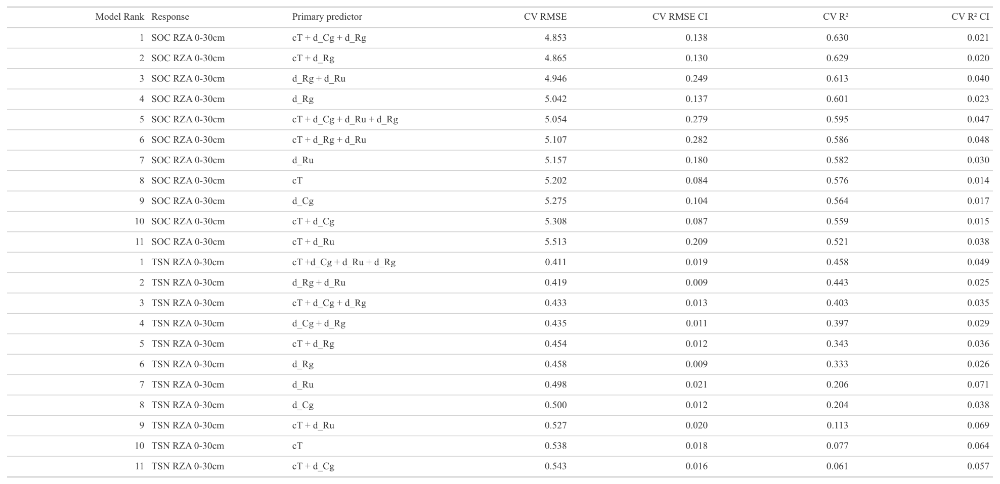 Model Rank Response Primary predictor CV RMSE CV RMSE CI CV R² CV R² CI
1 SOC RZA 0-30cm cT + d_Cg + d_Rg 4.853 0.138 0.630 0.021
2 SOC RZA 0-30cm cT + d_Rg 4.865 0.130 0.629 0.020
3 SOC RZA 0-30cm d_Rg + d_Ru 4.946 0.249 0.613 0.040
4 SOC RZA 0-30cm d_Rg 5.042 0.137 0.601 0.023
5 SOC RZA 0-30cm cT + d_Cg + d_Ru + d_Rg 5.054 0.279 0.595 0.047
6 SOC RZA 0-30cm cT + d_Rg + d_Ru 5.107 0.282 0.586 0.048
7 SOC RZA 0-30cm d_Ru 5.157 0.180 0.582 0.030
8 SOC RZA 0-30cm cT 5.202 0.084 0.576 0.014
9 SOC RZA 0-30cm d_Cg 5.275 0.104 0.564 0.017
10 SOC RZA 0-30cm cT + d_Cg 5.308 0.087 0.559 0.015
11 SOC RZA 0-30cm cT + d_Ru 5.513 0.209 0.521 0.038
1 TSN RZA 0-30cm cT +d_Cg + d_Ru + d_Rg 0.411 0.019 0.458 0.049
2 TSN RZA 0-30cm d_Rg + d_Ru 0.419 0.009 0.443 0.025
3 TSN RZA 0-30cm cT + d_Cg + d_Rg 0.433 0.013 0.403 0.035
4 TSN RZA 0-30cm d_Cg + d_Rg 0.435 0.011 0.397 0.029
5 TSN RZA 0-30cm cT + d_Rg 0.454 0.012 0.343 0.036
6 TSN RZA 0-30cm d_Rg 0.458 0.009 0.333 0.026
7 TSN RZA 0-30cm d_Ru 0.498 0.021 0.206 0.071
8 TSN RZA 0-30cm d_Cg 0.500 0.012 0.204 0.038
9 TSN RZA 0-30cm cT + d_Ru 0.527 0.020 0.113 0.069
10 TSN RZA 0-30cm cT 0.538 0.018 0.077 0.064
11 TSN RZA 0-30cm cT + d_Cg 0.543 0.016 0.061 0.057